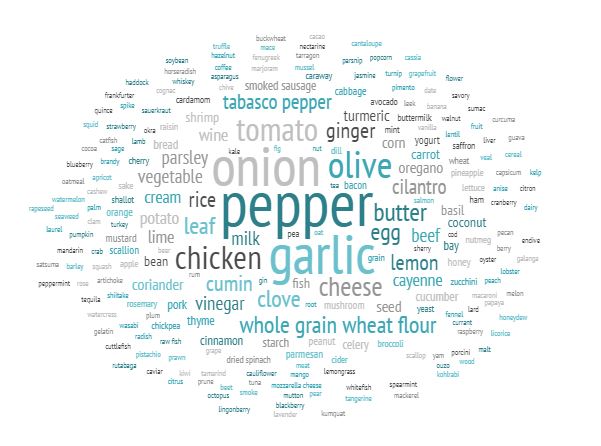 buckwheat cacao
truffle mace nectarine cantaloupe
hazelnut fenugreek tarragon
soybean coffee marjoram mussel parsnip popcorn cassia
horseradish asparagus caraway jasmine turnip grapefruit
haddock whiskey chive smoked sausage cabbage pimento date flower
frankfurter cardamom tabasco pepper avocado leek banana savory
quince spike sauerkraut shrimp turmeric buttermilk walnut sumac
squid strawberry okra raisin wine tomato ginger mint vanilla fruit curcuma
catfish lamb bread corn yogurt lentil liver guava
cocoa sage parsley kale onion fig nut dill olive oregano saffron wheat veal cereal
blueberry brandy cherry vegetable tea bacon carrot pineapple capsicum kelp
oatmeal apricot cashew sake cream rice pepper salmon cilantro lettuce anise citron
watermelon palm shallot butter basil ham cranberry dairy
rapeseed seaweed orange potato leaf milk pea oat egg beef coconut
laurel clam turkey sherry cod nutmeg pecan
pumpkin mustard lime chicken garlic grain bay berry endive
mandarin crab scallion bean beer lemon honey oyster galanga
satsuma barley squash apple rum gin fish cheese cayenne zucchini peach lobster
peppermint rose artichoke coriander cumin clove root mushroom seed cucumber macaroni melon
tequila shiitake rosemary pork vinegar yeast papaya
watercress plum thyme whole grain wheat flour fennel lard honeydew
gelatin wasabi chickpea currant raspberry licorice
cuttlefish radish raw fish cinnamon starch peanut celery broccoli
pistachio prawn grape dried spinach parmesan cider scallop yam porcini malt
rutabaga caviar kiwi tamarind cauliflower meat mango lemongrass ouzo wood kohlrabi
citrus prune tuna mozzarella cheese whitefish spearmint
octopus beet smoke mutton pear mackerel
lingonberry blackberry tangerine
lavender kumquat